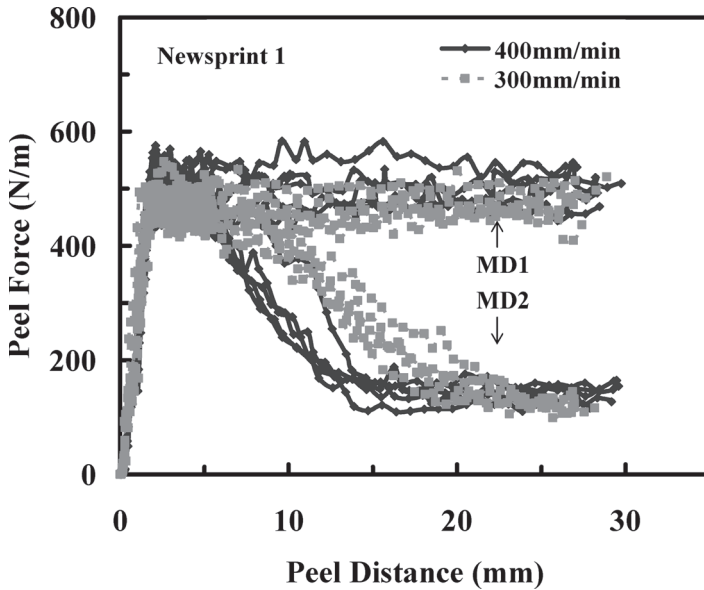 800
Newsprint 1
400mm/min
300mm/min
600
Peel Force (N/m)
400
MD1
MD2
200
0
0 10 20 30
Peel Distance (mm)